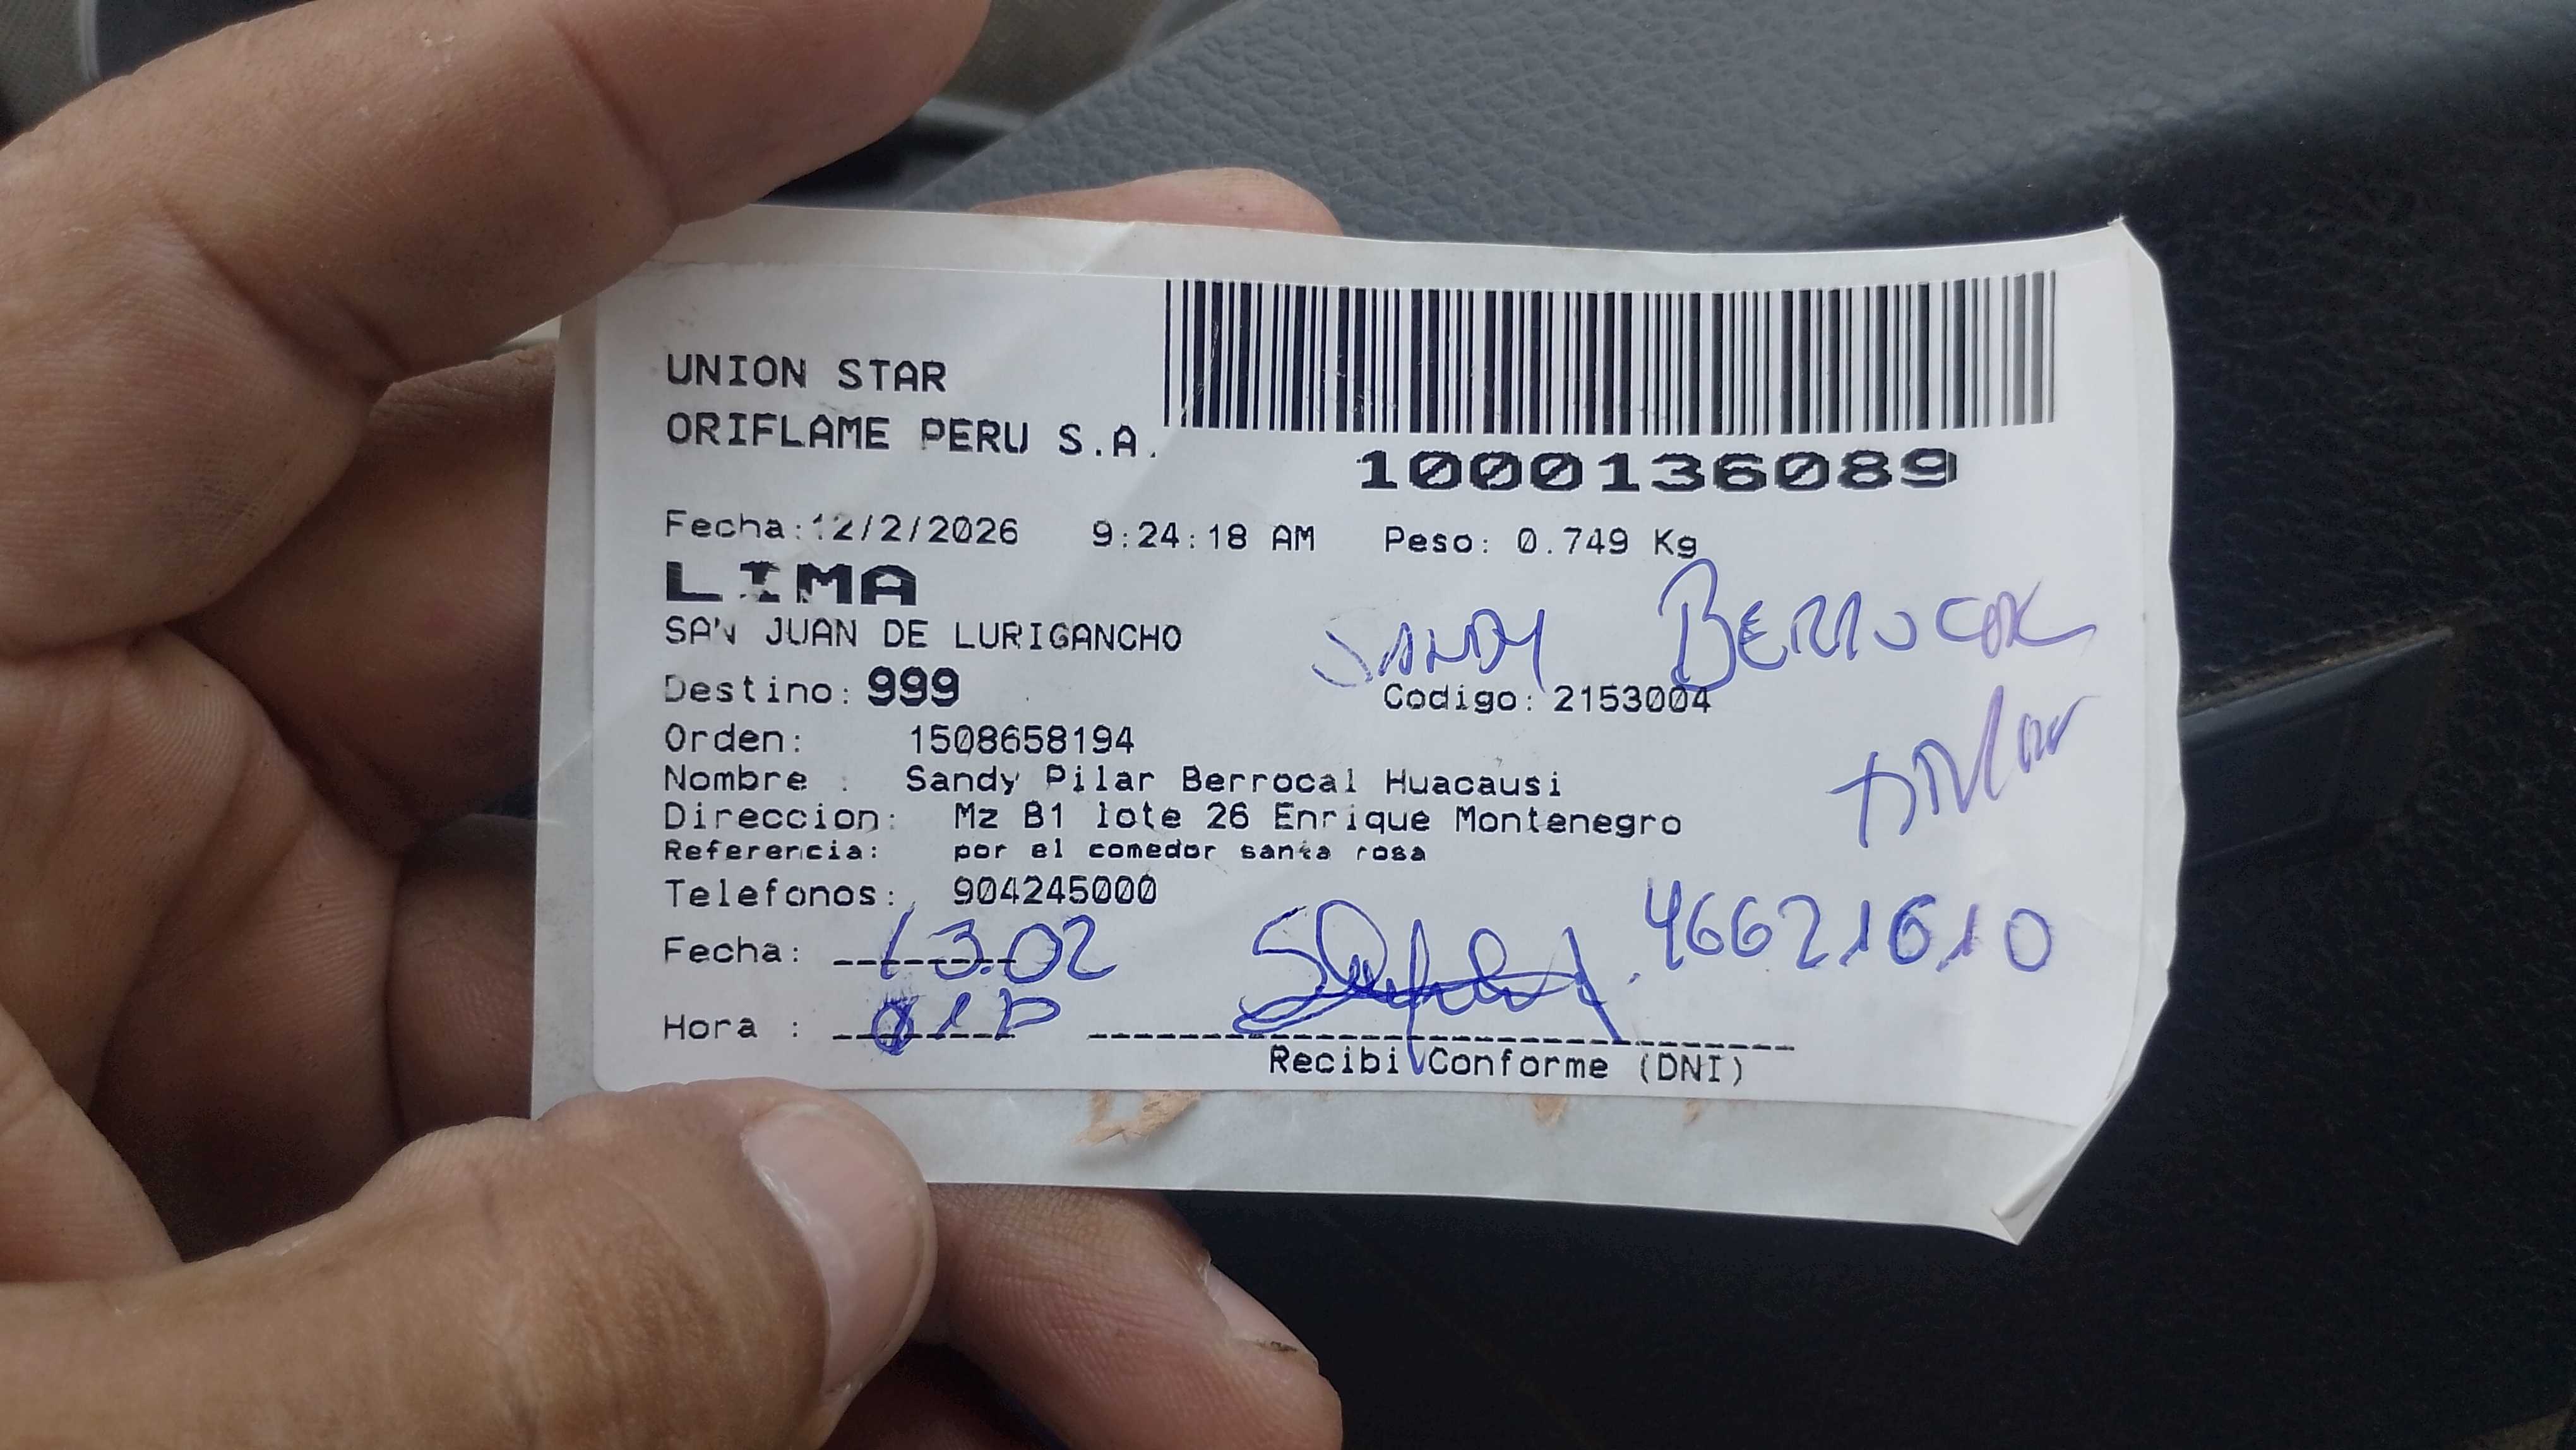 UNION STAR
ORIFLAME PERU S.A.
1000136089
Fecha:12/2/2026 9:24:18 AM Peso: 0.749 Kg
LIMA
SAN JUAN DE LURIGANCHO
SANDY BERROCAL
Destino: 999 Codigo: 2153004
Orden: 1508658194
Nombre : Sandy Pilar Berrocal Huacausi
Direccion: Mz B1 lote 26 Enrique Montenegro
Referencia: por el comedor santa rosa
Telefonos: 904245000
Fecha: 13.02
46621610
Hora :
Recibi Conforme (DNI)